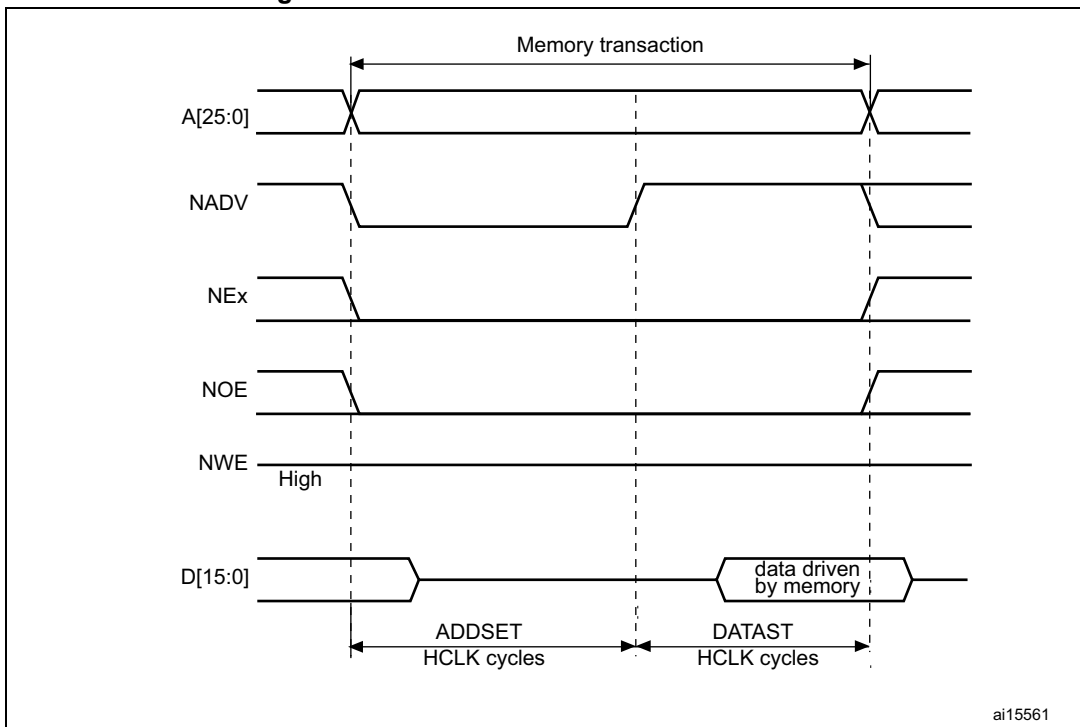 Memory transaction
A[25:0]
NADV
NEx
NOE
NWE
High
D[15:0]
data driven
by memory
ADDSET
HCLK cycles
DATAST
HCLK cycles
ai15561